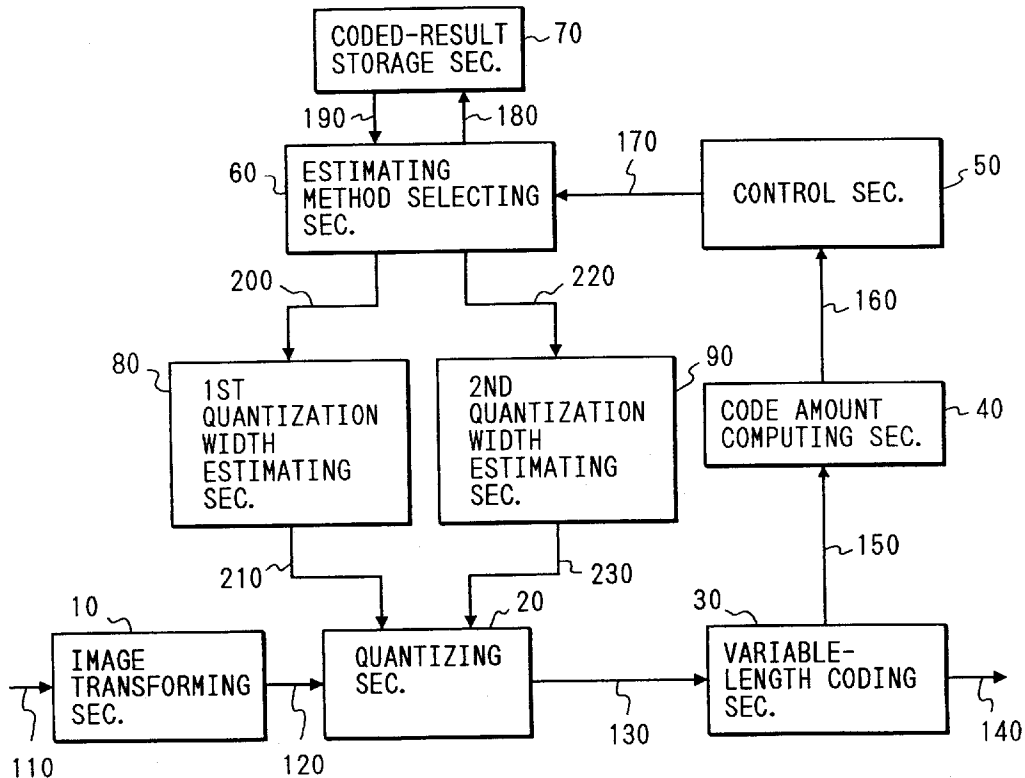 CODED-RESULT
STORAGE SEC.
70
190
180
60
ESTIMATING
METHOD SELECTING
SEC.
170
CONTROL SEC.
50
200
220
160
80
1ST
QUANTIZATION
WIDTH
ESTIMATING
SEC.
2ND
QUANTIZATION
WIDTH
ESTIMATING
SEC.
90
CODE AMOUNT
COMPUTING SEC.
40
210
230
150
10
IMAGE
TRANSFORMING
SEC.
20
QUANTIZING
SEC.
30
VARIABLE-
LENGTH CODING
SEC.
110
120
130
140